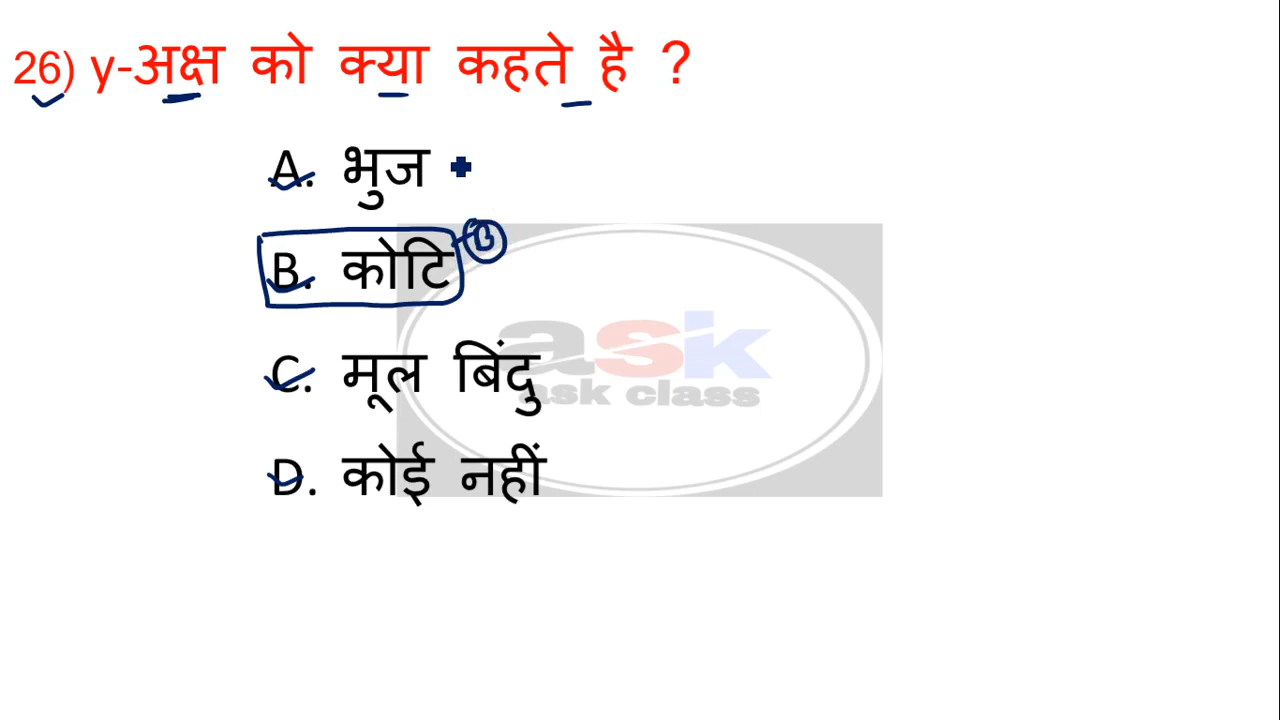 26) y-अक्ष को क्या कहते है ?
A. भुज
B. कोटि B
C. मूल बिंदु
D. कोई नहीं
ask
ask class